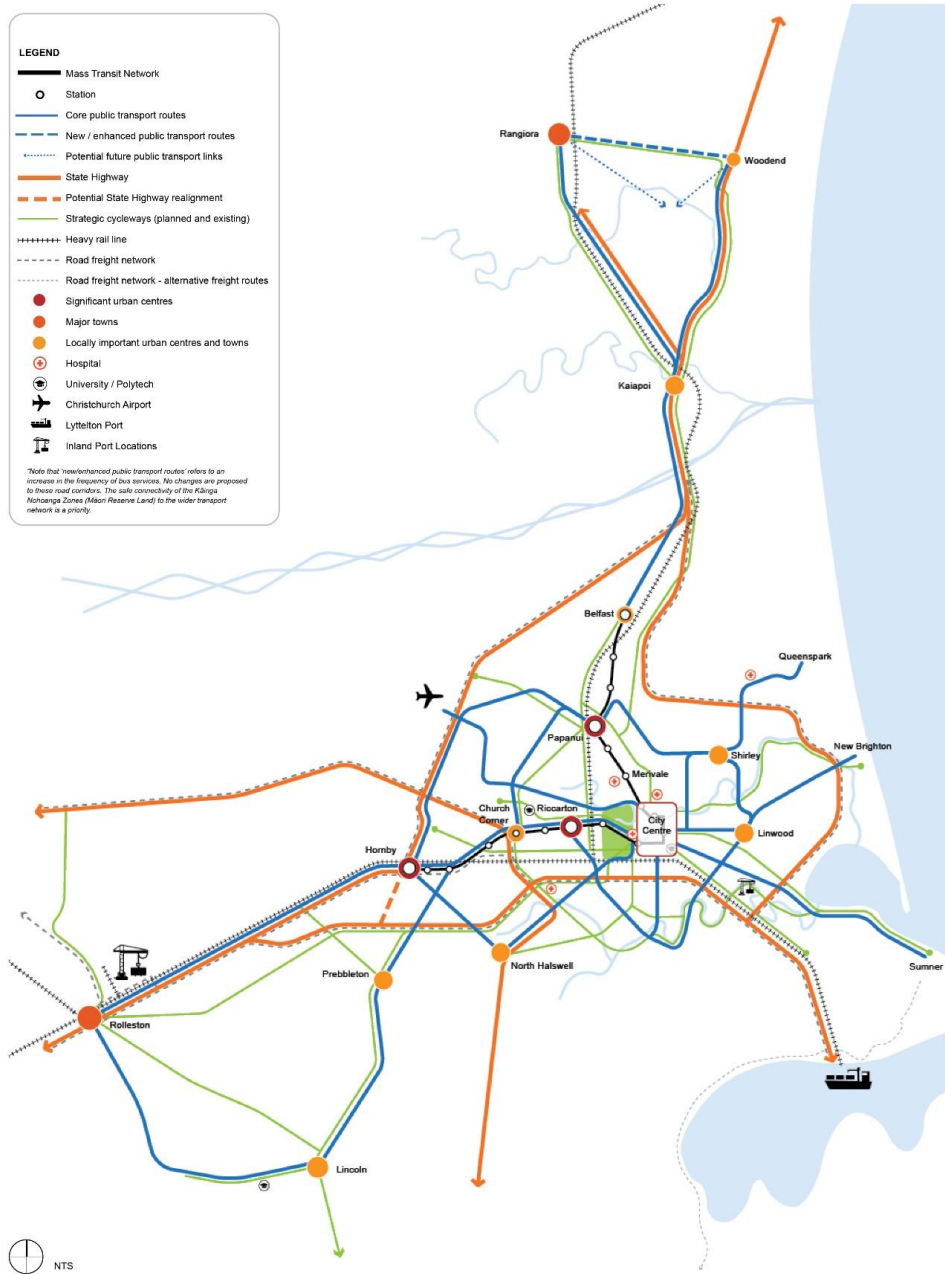 LEGEND
Mass Transit Network
Station
Core public transport routes
New / enhanced public transport routes
Potential future public transport links
State Highway
Potential State Highway realignment
Strategic cycleways (planned and existing)
Heavy rail line
Road freight network
Road freight network - alternative freight routes
Significant urban centres
Major towns
Locally important urban centres and towns
Hospital
University / Polytech
Christchurch Airport
Lyttelton Port
Inland Port Locations
"Note that 'new/enhanced public transport routes' refers to an
increase in the frequency of bus services. No changes are proposed
to these road corridors. The safe connectivity of the Kāinga
Nohoanga Zones (Māori Reserve Land) to the wider transport
network is a priority.
Rangiora
Woodend
Kaiapoi
Belfast
Queenspark
Papanui
Shirley
New Brighton
Merivale
Church
Corner
Riccarton
City
Centre
Linwood
Hornby
North Halswell
Prebbleton
Sumner
Rolleston
Lincoln
NTS